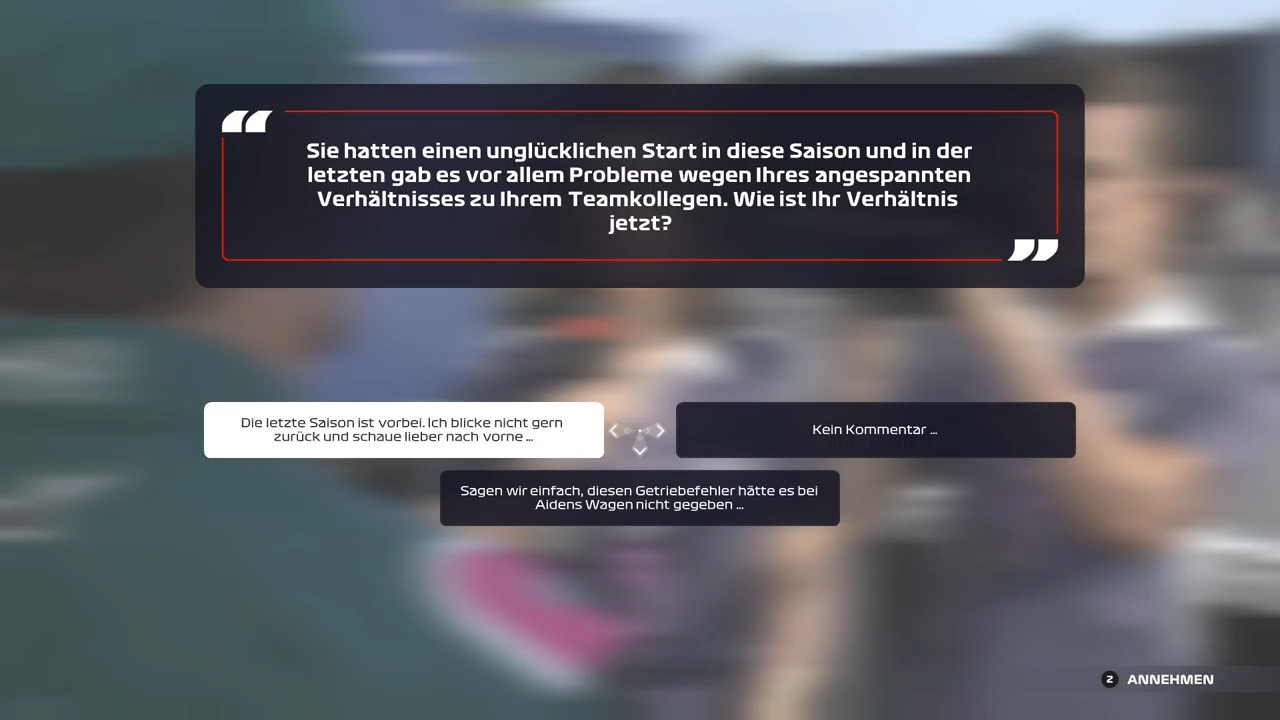 Sie hatten einen unglücklichen Start in diese Saison und in der
letzten gab es vor allem Probleme wegen Ihres angespannten
Verhältnisses zu Ihrem Teamkollegen. Wie ist Ihr Verhältnis
jetzt?
Die letzte Saison ist vorbei. Ich blicke nicht gern
zurück und schaue lieber nach vorne ...
Kein Kommentar ...
Sagen wir einfach, diesen Getriebefehler hätte es bei
Aidens Wagen nicht gegeben ...
2 ANNEHMEN